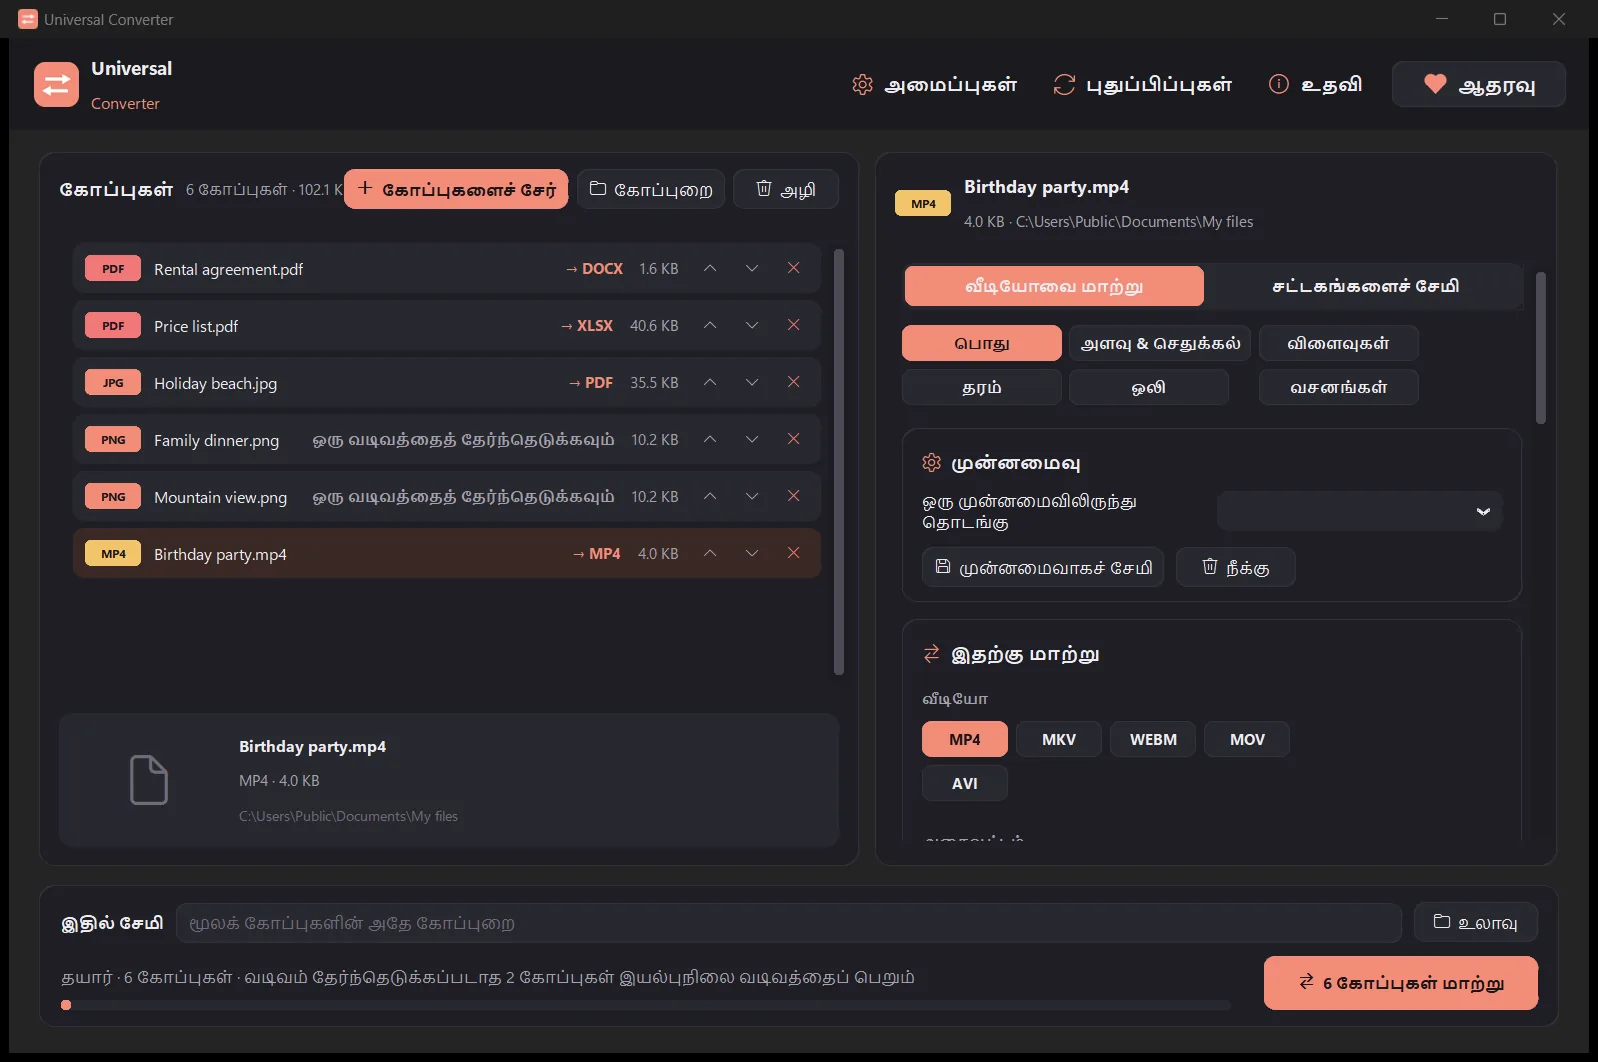 Universal Converter
Universal
Converter
அமைப்புகள்
புதுப்பிப்புகள்
உதவி
ஆதரவு
கோப்புகள் 6 கோப்புகள் · 102.1 K
+ கோப்புகளைச் சேர்
கோப்புறை
அழி
PDF Rental agreement.pdf → DOCX 1.6 KB
PDF Price list.pdf → XLSX 40.6 KB
JPG Holiday beach.jpg → PDF 35.5 KB
PNG Family dinner.png ஒரு வடிவத்தைத் தேர்ந்தெடுக்கவும் 10.2 KB
PNG Mountain view.png ஒரு வடிவத்தைத் தேர்ந்தெடுக்கவும் 10.2 KB
MP4 Birthday party.mp4 → MP4 4.0 KB
Birthday party.mp4
MP4 · 4.0 KB
C:\Users\Public\Documents\My files
MP4
Birthday party.mp4
4.0 KB · C:\Users\Public\Documents\My files
வீடியோவை மாற்று
சட்டகங்களைச் சேமி
பொது
அளவு & செதுக்கல்
விளைவுகள்
தரம்
ஒலி
வசனங்கள்
முன்னமைவு
ஒரு முன்னமைவிலிருந்து
தொடங்கு
முன்னமைவாகச் சேமி
நீக்கு
இதற்கு மாற்று
வீடியோ
MP4 MKV WEBM MOV
AVI
இதில் சேமி
மூலக் கோப்புகளின் அதே கோப்புறை
உலாவு
தயார் · 6 கோப்புகள் · வடிவம் தேர்ந்தெடுக்கப்படாத 2 கோப்புகள் இயல்புநிலை வடிவத்தைப் பெறும்
6 கோப்புகள் மாற்று